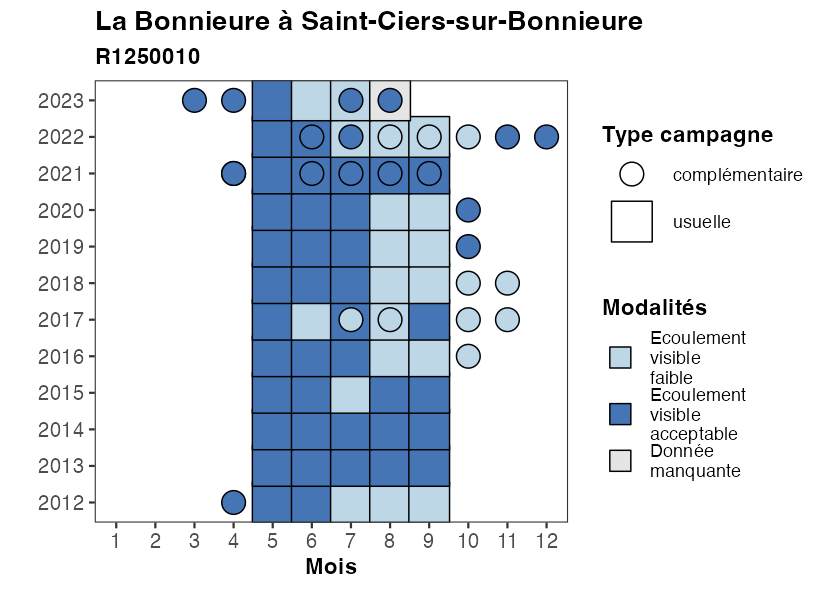 La Bonnieure à Saint-Ciers-sur-Bonnieure
R1250010
2023
2022
2021
2020
2019
2018
2017
2016
2015
2014
2013
2012
1 2 3 4 5 6 7 8 9 10 11 12
Mois
Type campagne
complémentaire
usuelle
Modalités
Ecoulement
visible
faible
Ecoulement
visible
acceptable
Donnée
manquante